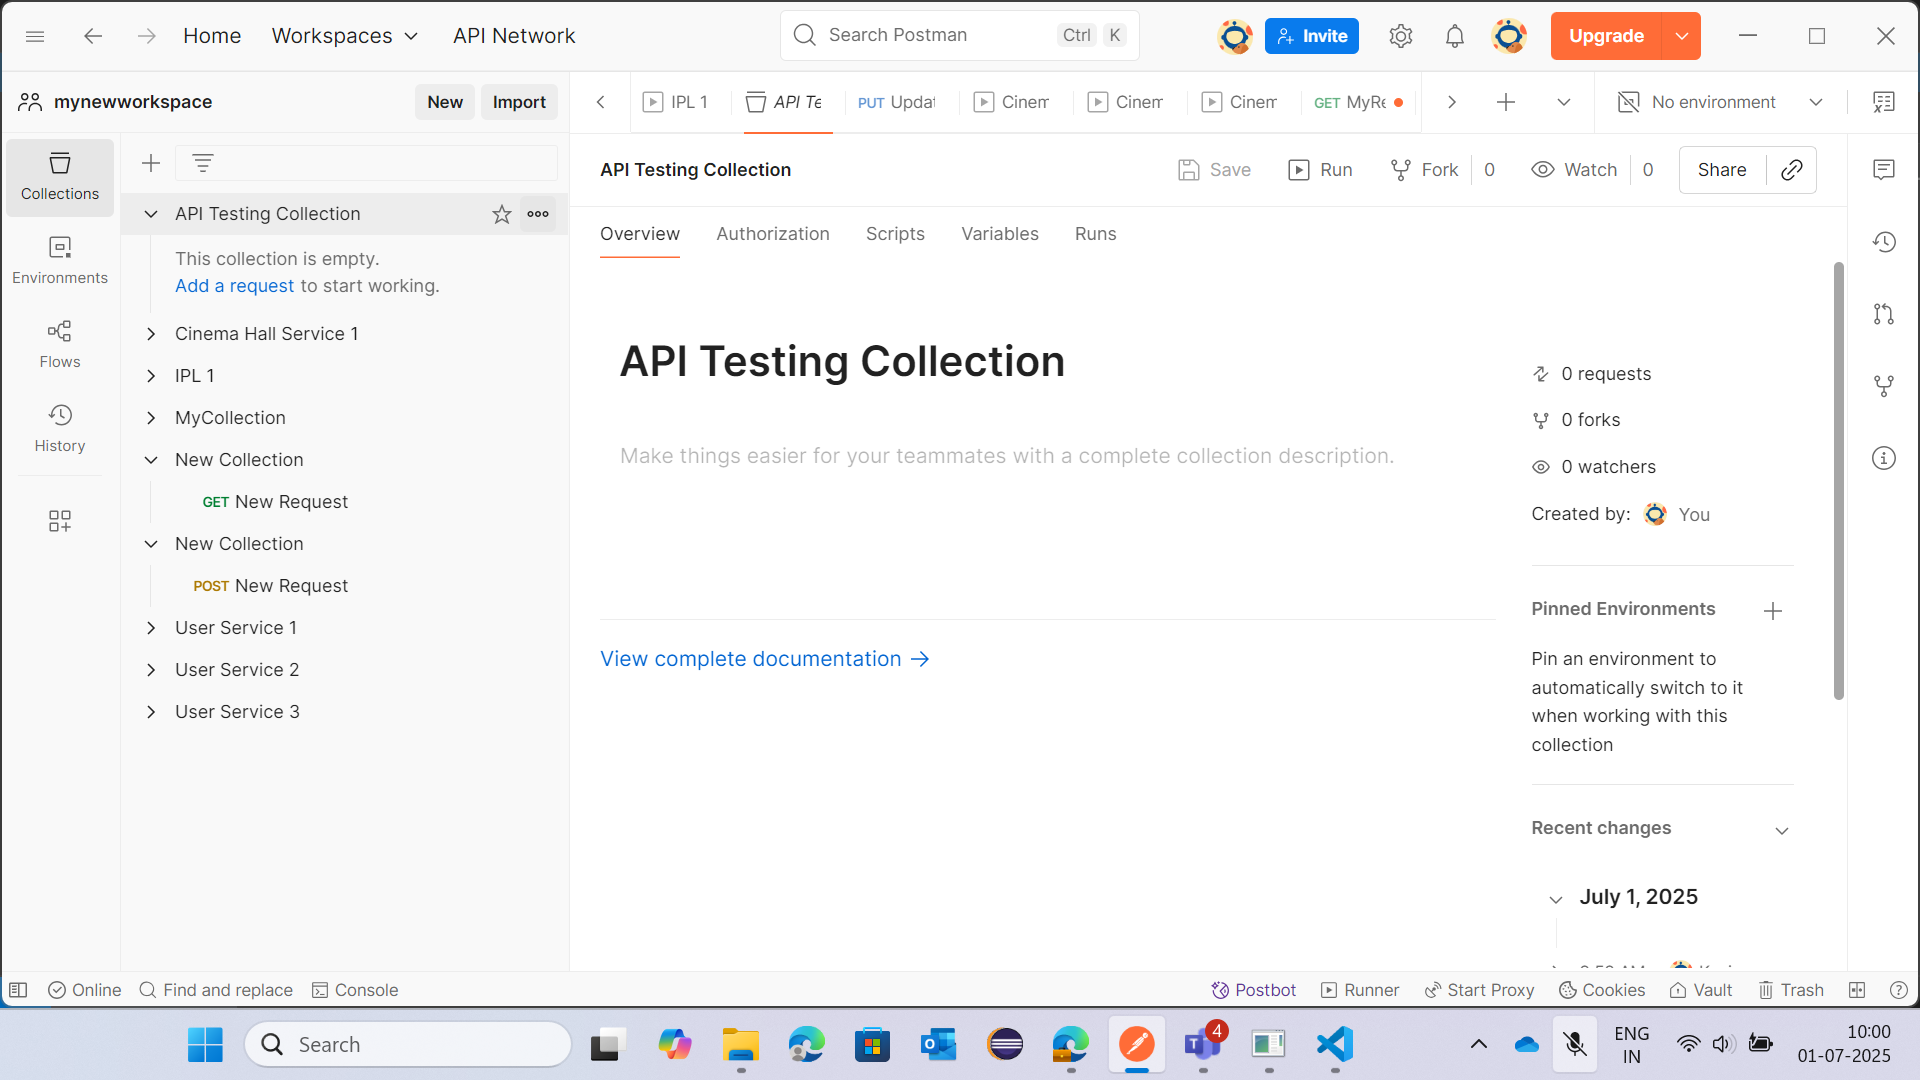 Home
Workspaces
API Network
Search Postman
Ctrl K
Invite
Upgrade
mynewworkspace
New
Import
IPL 1
API Te
PUT Updat
Cinem
Cinem
Cinem
GET MyRe
No environment
Collections
Environments
Flows
History
API Testing Collection
This collection is empty.
Add a request to start working.
Cinema Hall Service 1
IPL 1
MyCollection
New Collection
GET New Request
New Collection
POST New Request
User Service 1
User Service 2
User Service 3
API Testing Collection
Save
Run
Fork 0
Watch 0
Share
Overview
Authorization
Scripts
Variables
Runs
API Testing Collection
Make things easier for your teammates with a complete collection description.
View complete documentation →
0 requests
0 forks
0 watchers
Created by: You
Pinned Environments
Pin an environment to
automatically switch to it
when working with this
collection
Recent changes
July 1, 2025
Online
Find and replace
Console
Postbot
Runner
Start Proxy
Cookies
Vault
Trash
Search
4
ENG
IN
10:00
01-07-2025